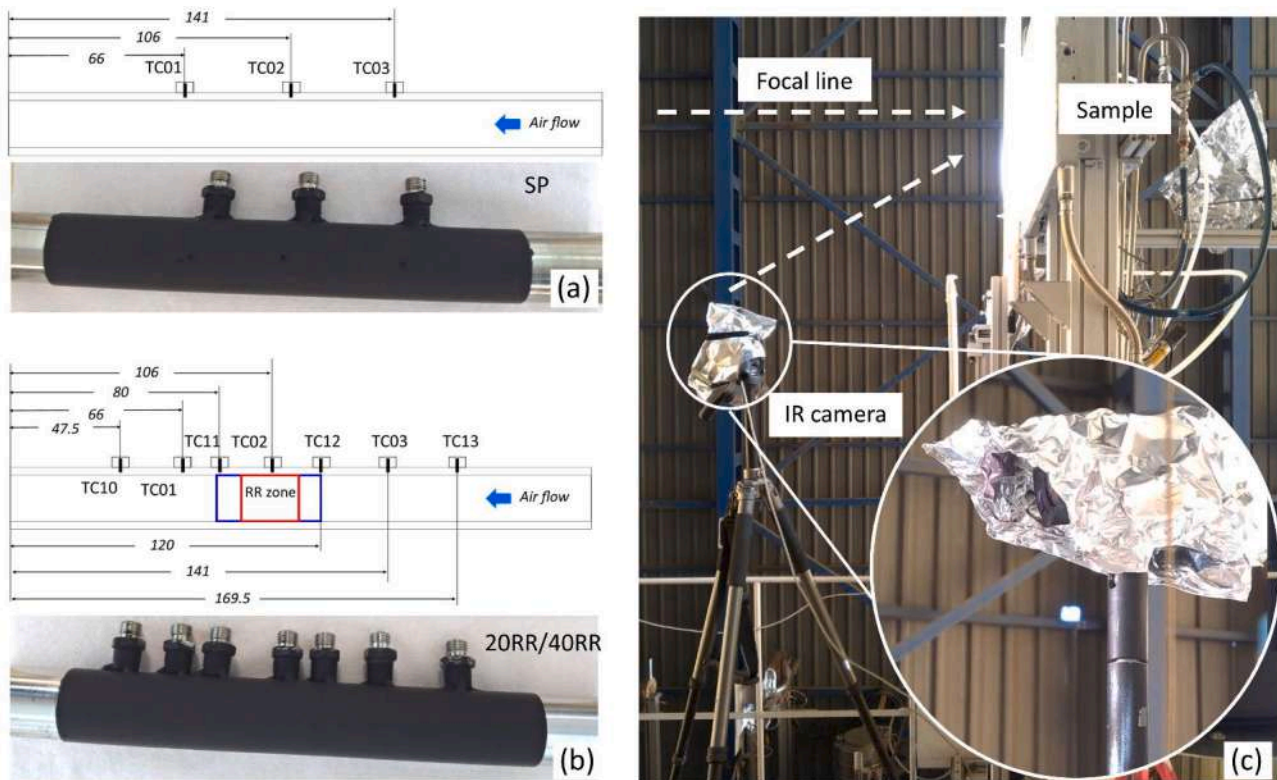 141
106
66
TC01
TC02
TC03
Air flow
SP
(a)
106
80
66
47.5
TC11
TC02
TC12
TC03
TC13
TC10
TC01
RR zone
Air flow
120
141
169.5
20RR/40RR
(b)
Focal line
Sample
IR camera
(c)